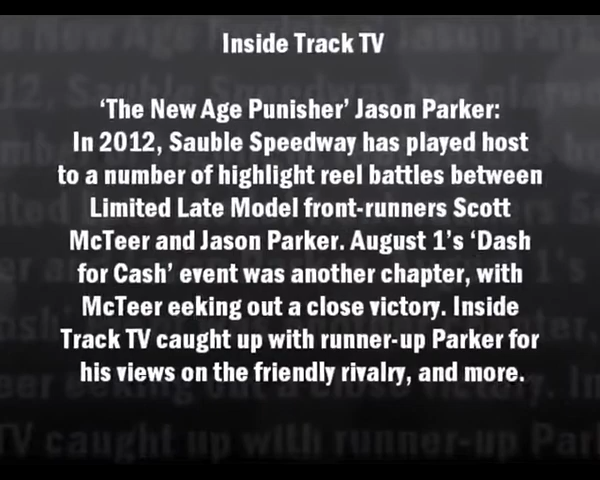 Inside Track TV
‘The New Age Punisher’ Jason Parker:
In 2012, Sauble Speedway has played host
to a number of highlight reel battles between
Limited Late Model front-runners Scott
McTeer and Jason Parker. August 1’s ‘Dash
for Cash’ event was another chapter, with
McTeer eeking out a close victory. Inside
Track TV caught up with runner-up Parker for
his views on the friendly rivalry, and more.